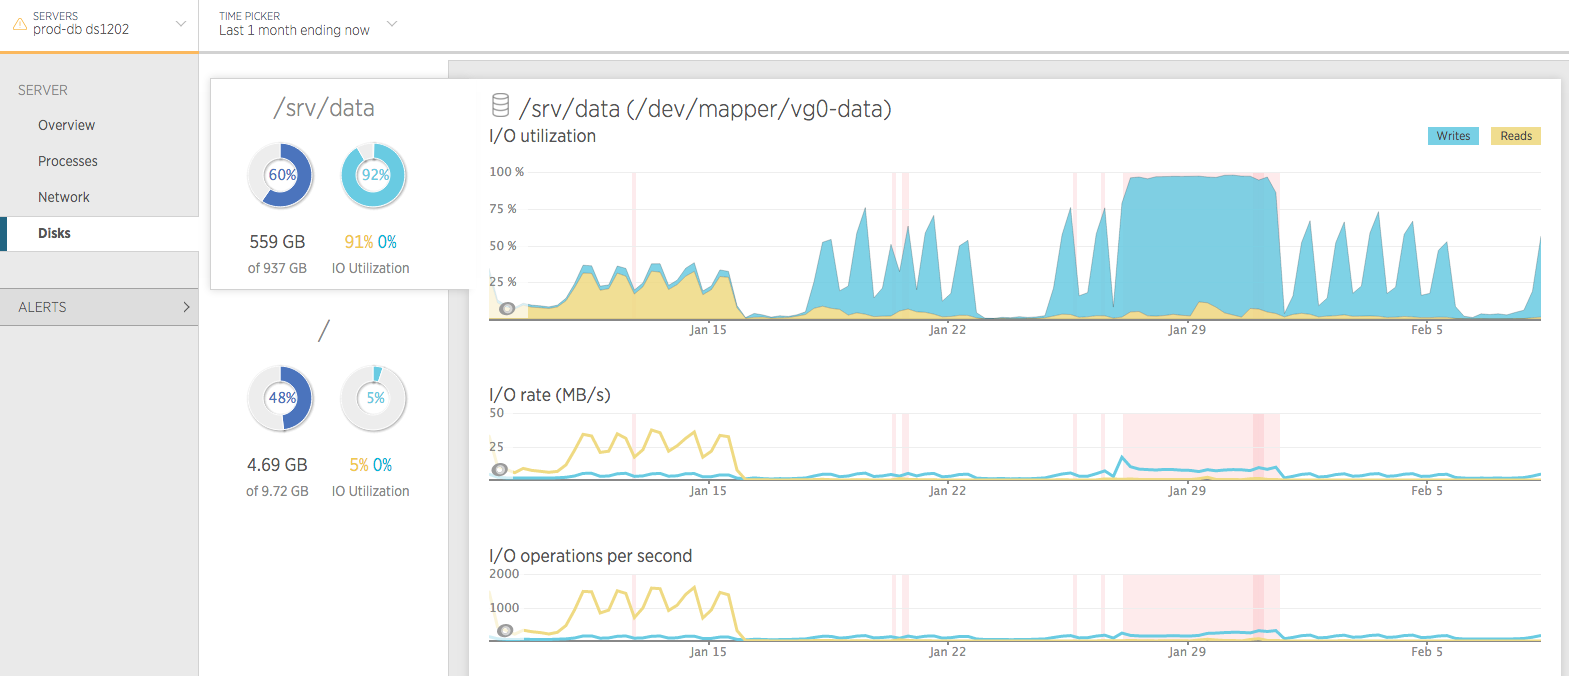 SERVERS
prod-db ds1202
TIME PICKER
Last 1 month ending now
SERVER
Overview
Processes
Network
Disks
ALERTS
/srv/data
60% 92%
559 GB 91% 0%
of 937 GB IO Utilization
/
48% 5%
4.69 GB 5% 0%
of 9.72 GB IO Utilization
/srv/data (/dev/mapper/vg0-data)
I/O utilization
Writes Reads
100 %
75 %
50 %
25 %
Jan 15 Jan 22 Jan 29 Feb 5
I/O rate (MB/s)
50
25
Jan 15 Jan 22 Jan 29 Feb 5
I/O operations per second
2000
1000
Jan 15 Jan 22 Jan 29 Feb 5